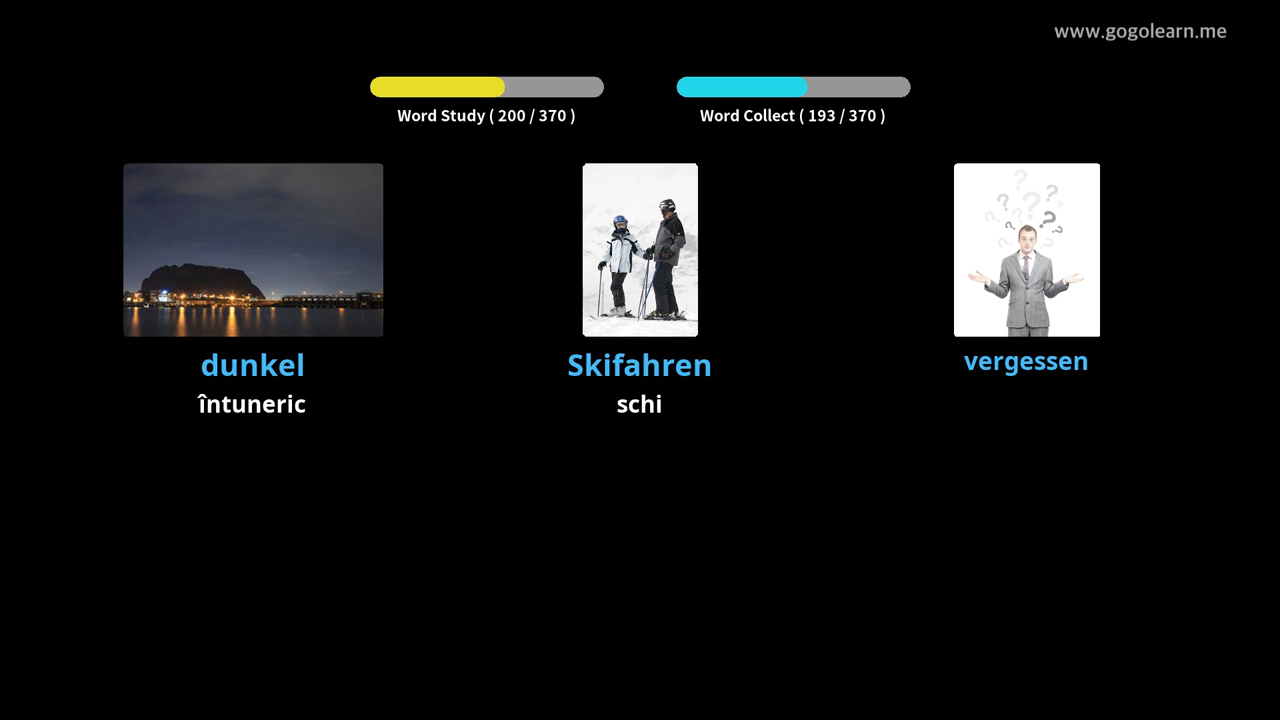 www.gogolearn.me
Word Study ( 200 / 370 )
Word Collect ( 193 / 370 )
dunkel
întuneric
Skifahren
schi
vergessen